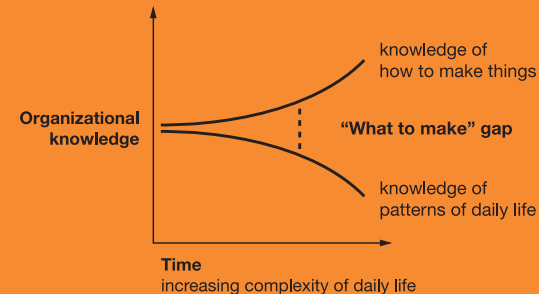 knowledge of
how to make things
Organizational
knowledge
“What to make” gap
knowledge of
patterns of daily life
Time
increasing complexity of daily life